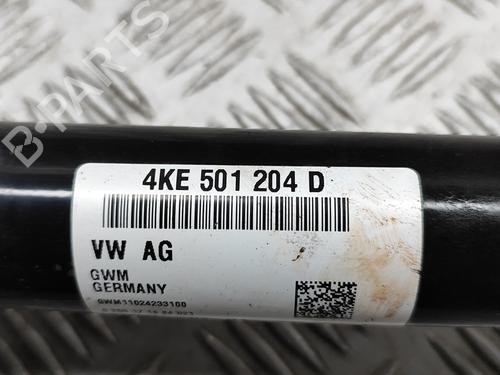 B-PARTS
4KE 501 204 D
VW AG
GWM
GERMANY
GWM11024233100